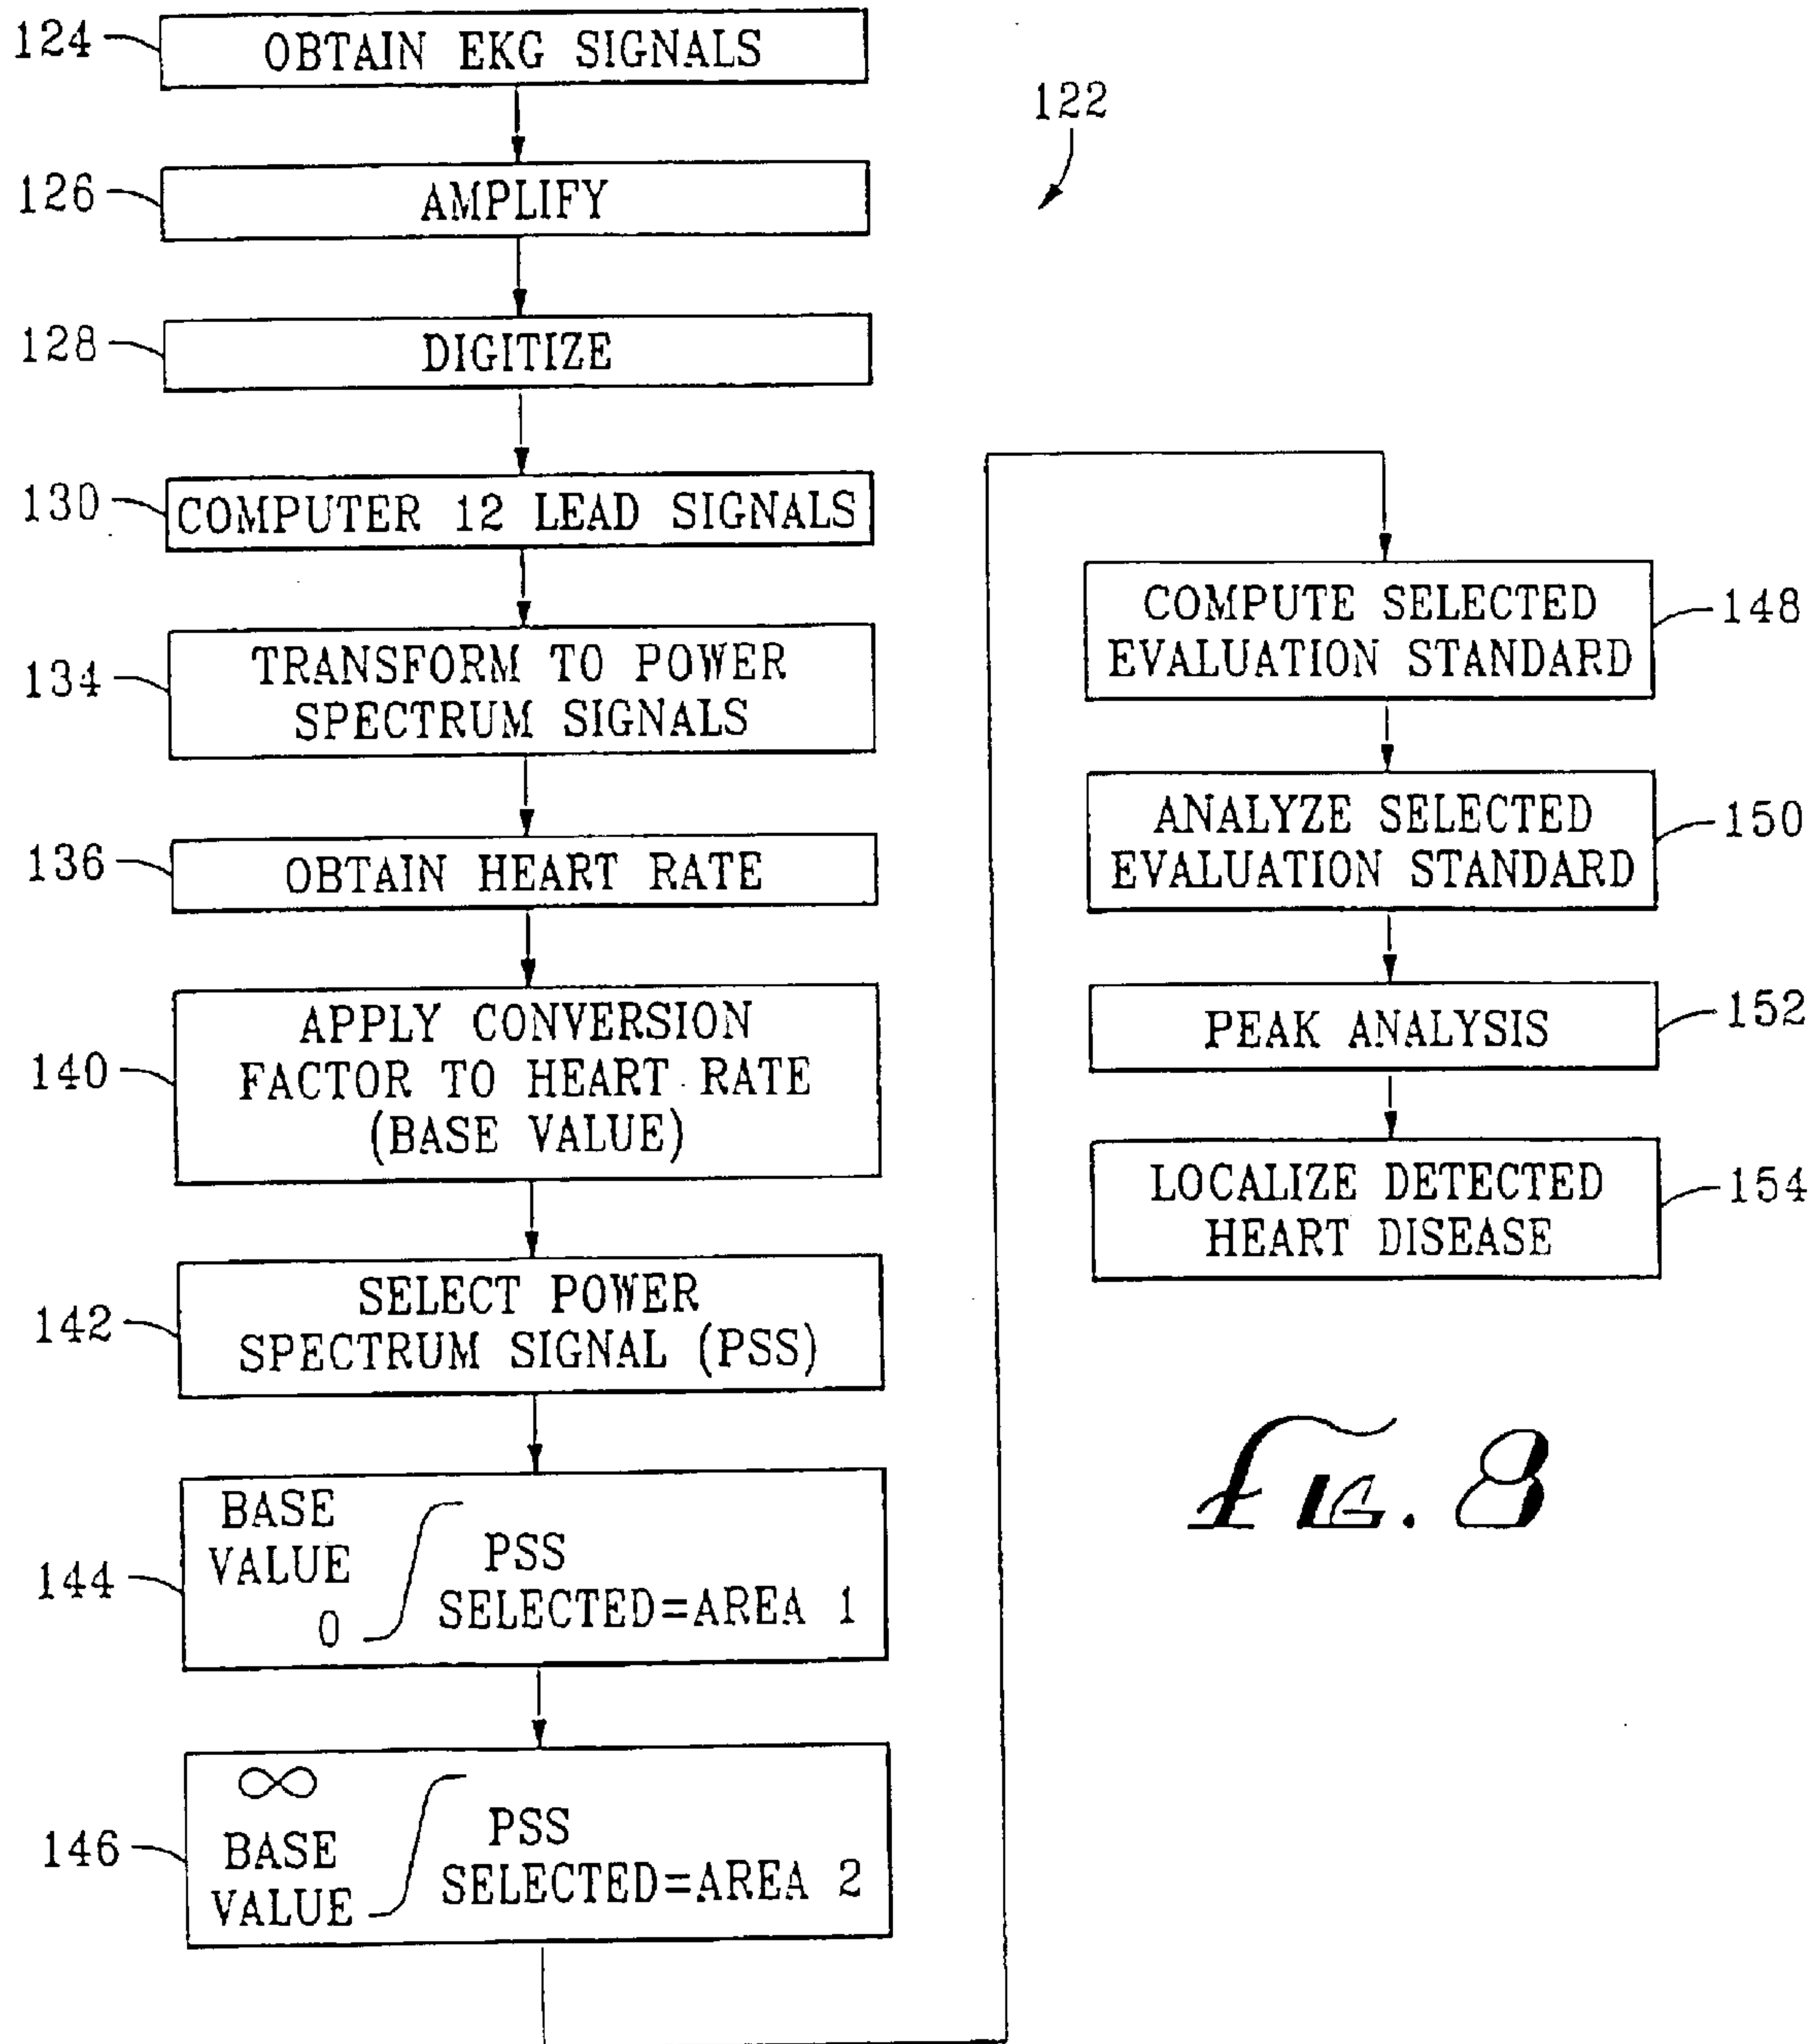 124
OBTAIN EKG SIGNALS
122
126
AMPLIFY
128
DIGITIZE
130
COMPUTER 12 LEAD SIGNALS
134
TRANSFORM TO POWER
SPECTRUM SIGNALS
136
OBTAIN HEART RATE
140
APPLY CONVERSION
FACTOR TO HEART RATE
(BASE VALUE)
142
SELECT POWER
SPECTRUM SIGNAL (PSS)
144
BASE
VALUE
0
∫
PSS
SELECTED=AREA 1
146
∞
BASE
VALUE
∫
PSS
SELECTED=AREA 2
COMPUTE SELECTED
EVALUATION STANDARD
148
ANALYZE SELECTED
EVALUATION STANDARD
150
PEAK ANALYSIS
152
LOCALIZE DETECTED
HEART DISEASE
154
FIG. 8